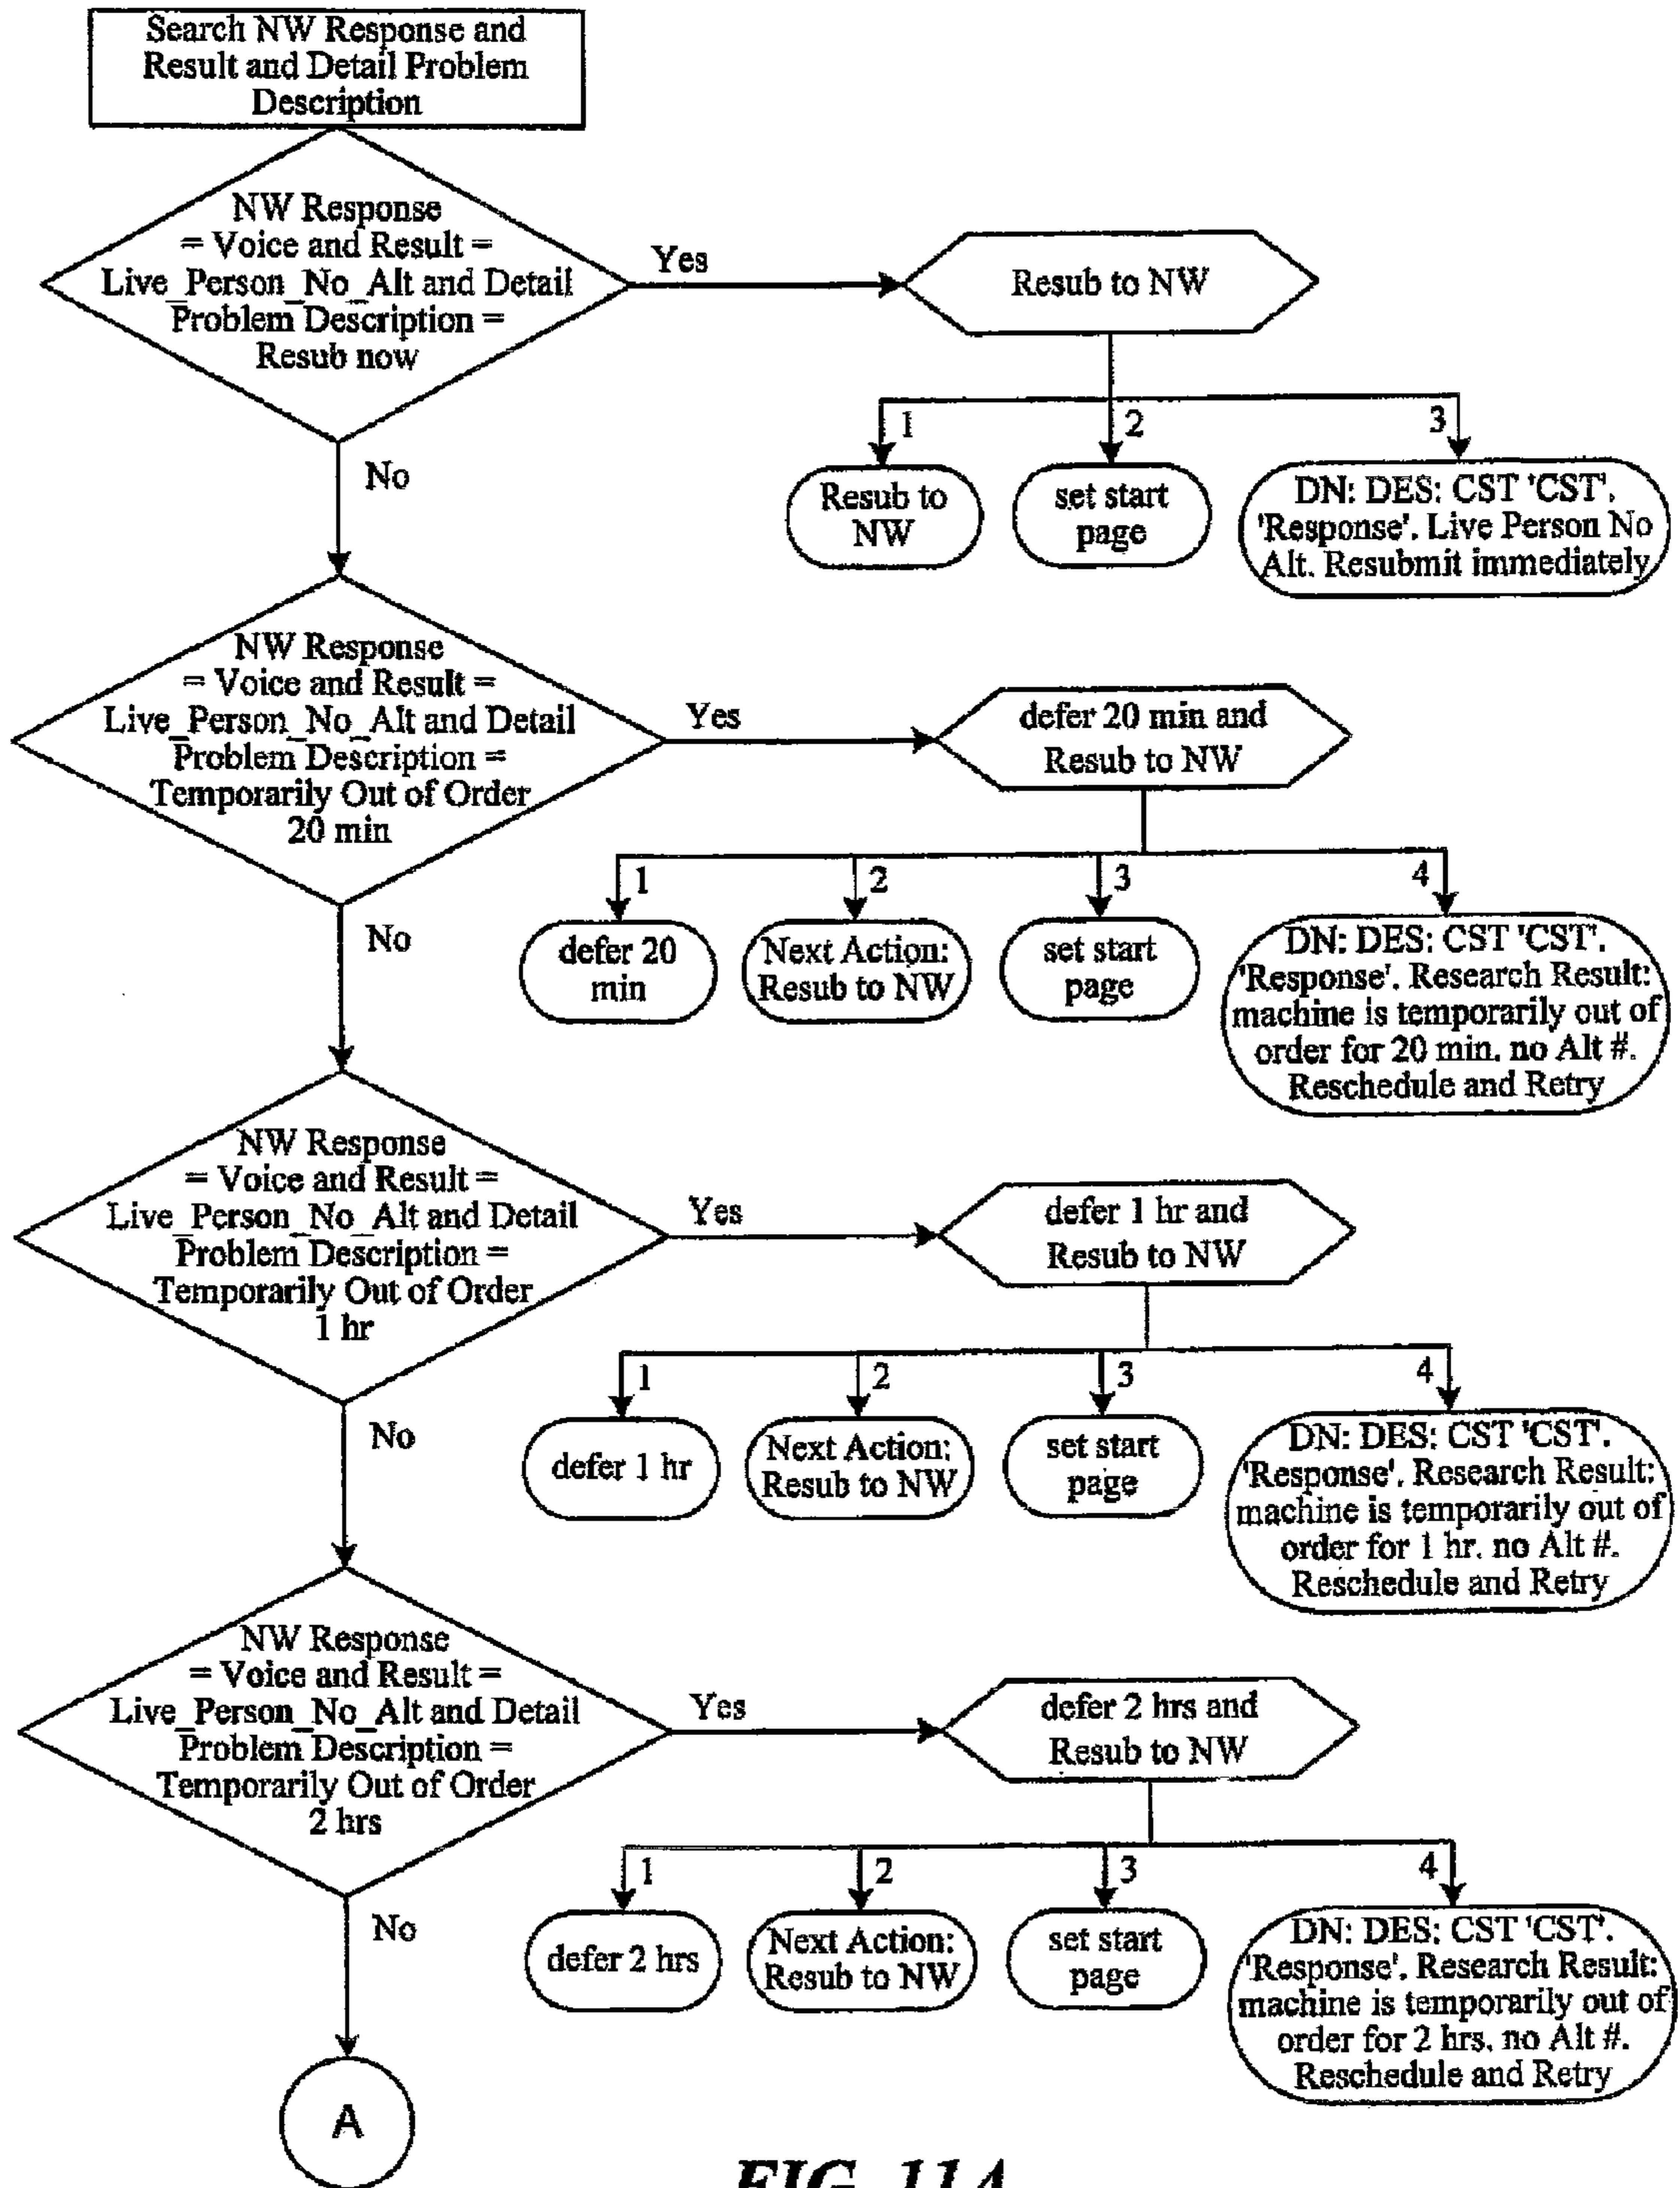 Search NW Response and
Result and Detail Problem
Description
NW Response
= Voice and Result =
Live_Person_No_Alt and Detail
Problem Description =
Resub now
Yes
Resub to NW
1
2
3
Resub to
NW
set start
page
DN: DES: CST 'CST'.
'Response'. Live Person No
Alt. Resubmit immediately
No
NW Response
= Voice and Result =
Live_Person_No_Alt and Detail
Problem Description =
Temporarily Out of Order
20 min
Yes
defer 20 min and
Resub to NW
1
2
3
4
defer 20
min
Next Action:
Resub to NW
set start
page
DN: DES: CST 'CST'.
'Response'. Research Result:
machine is temporarily out of
order for 20 min. no Alt #.
Reschedule and Retry
No
NW Response
= Voice and Result =
Live_Person_No_Alt and Detail
Problem Description =
Temporarily Out of Order
1 hr
Yes
defer 1 hr and
Resub to NW
1
2
3
4
defer 1 hr
Next Action:
Resub to NW
set start
page
DN: DES: CST 'CST'.
'Response'. Research Result:
machine is temporarily out of
order for 1 hr. no Alt #.
Reschedule and Retry
No
NW Response
= Voice and Result =
Live_Person_No_Alt and Detail
Problem Description =
Temporarily Out of Order
2 hrs
Yes
defer 2 hrs and
Resub to NW
1
2
3
4
defer 2 hrs
Next Action:
Resub to NW
set start
page
DN: DES: CST 'CST'.
'Response'. Research Result:
machine is temporarily out of
order for 2 hrs. no Alt #.
Reschedule and Retry
No
A
FIG. 11A